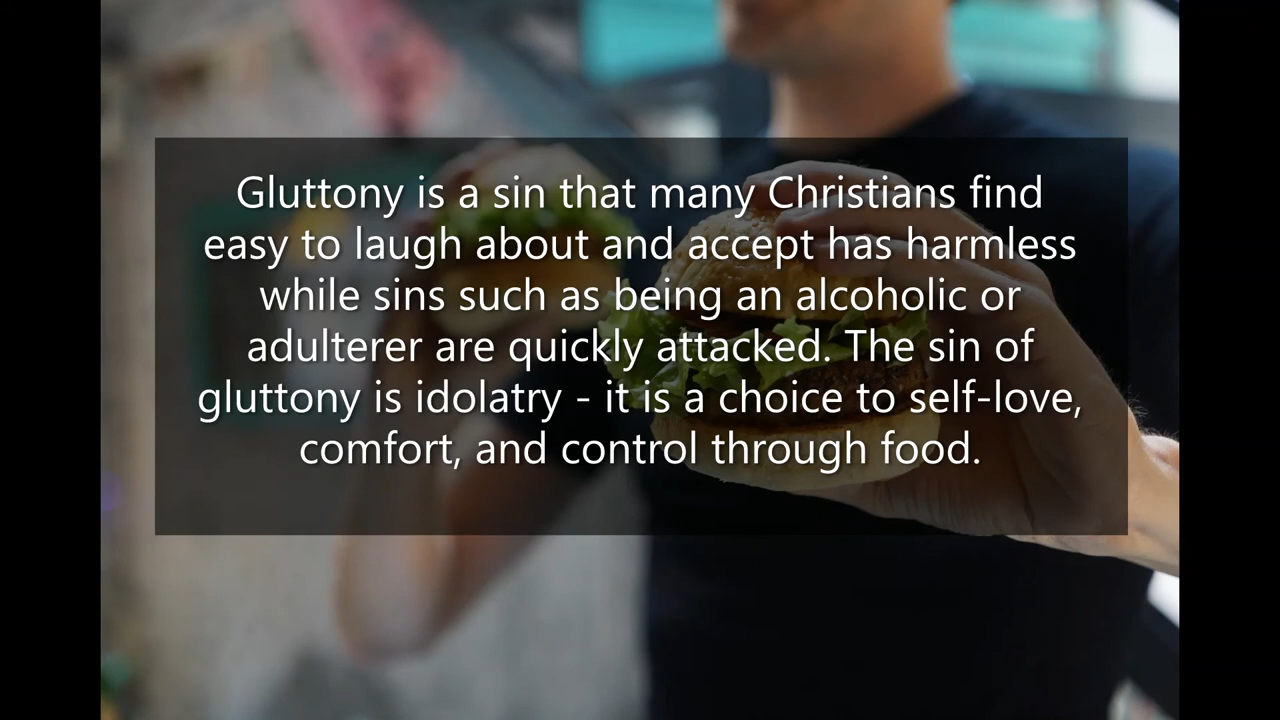 Gluttony is a sin that many Christians find
easy to laugh about and accept has harmless
while sins such as being an alcoholic or
adulterer are quickly attacked. The sin of
gluttony is idolatry - it is a choice to self-love,
comfort, and control through food.